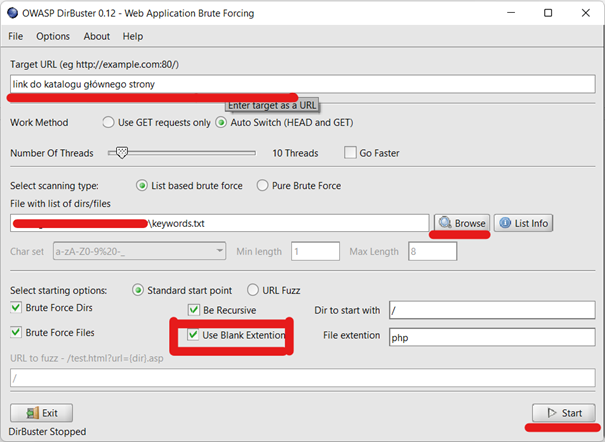 OWASP DirBuster 0.12 - Web Application Brute Forcing
File Options About Help
Target URL (eg http://example.com:80/)
link do katalogu głównego strony
Enter target as a URL
Work Method Use GET requests only Auto Switch (HEAD and GET)
Number Of Threads 10 Threads Go Faster
Select scanning type: List based brute force Pure Brute Force
File with list of dirs/files
\keywords.txt Browse List Info
Char set a-zA-Z0-9%20-_ Min length 1 Max Length 8
Select starting options: Standard start point URL Fuzz
Brute Force Dirs Be Recursive Dir to start with /
Brute Force Files Use Blank Extention File extention php
URL to fuzz - /test.html?url={dir}.asp
/
Exit Start
DirBuster Stopped